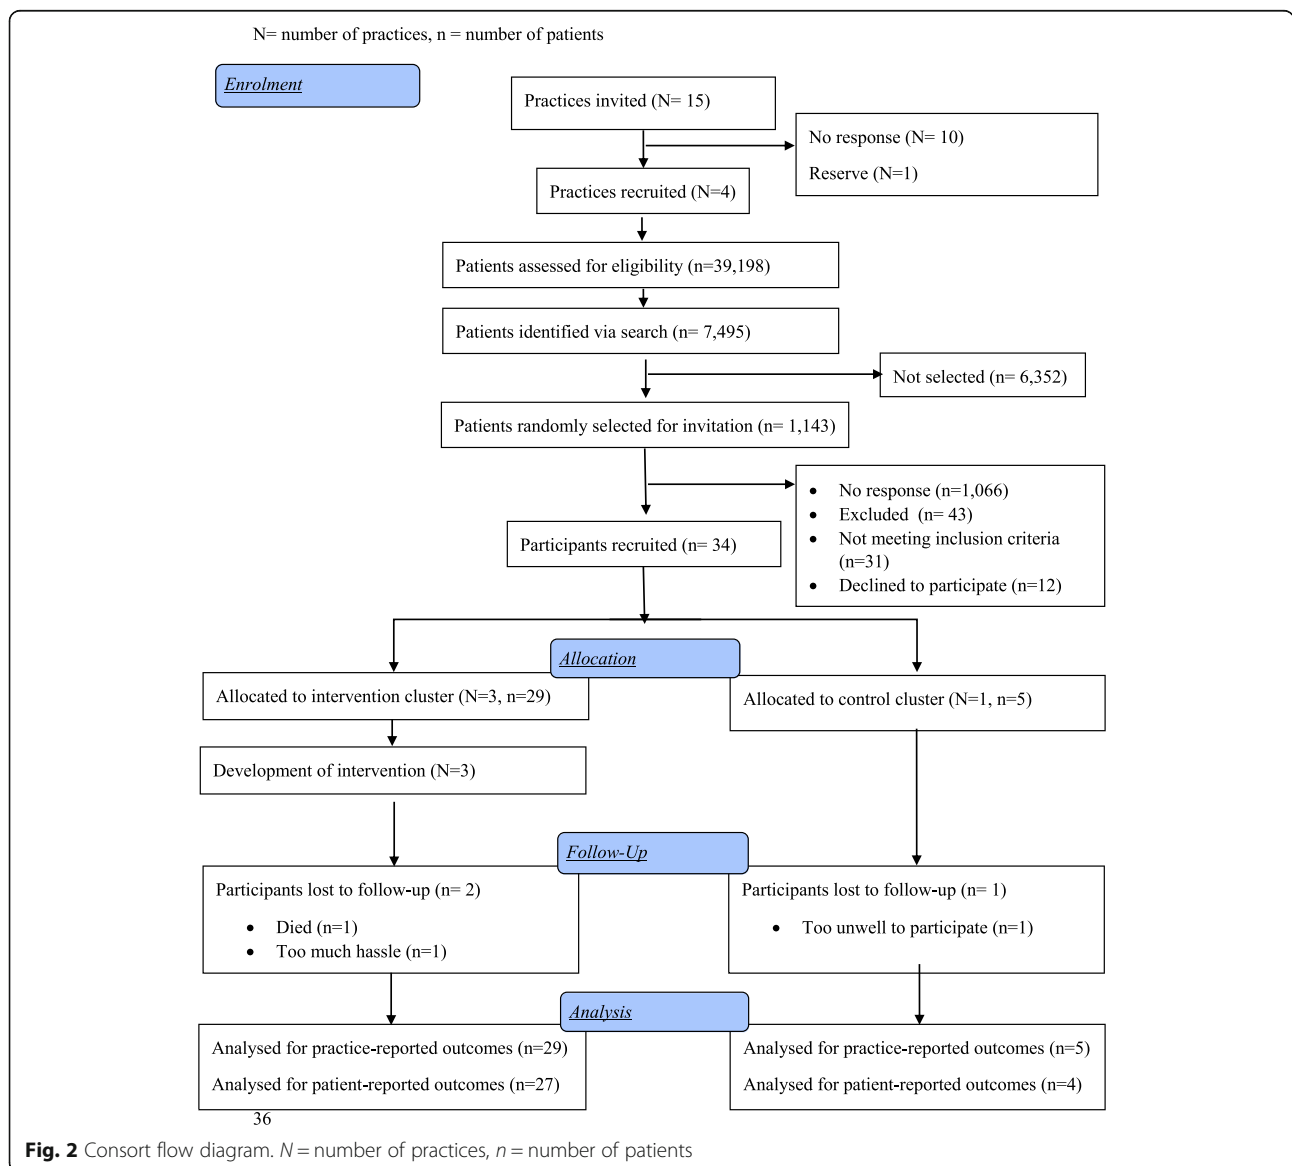 N= number of practices, n = number of patients
Enrolment
Practices invited (N= 15)
No response (N= 10)
Reserve (N=1)
Practices recruited (N=4)
Patients assessed for eligibility (n=39,198)
Patients identified via search (n= 7,495)
Not selected (n= 6,352)
Patients randomly selected for invitation (n= 1,143)
• No response (n=1,066)
• Excluded (n= 43)
• Not meeting inclusion criteria
(n=31)
• Declined to participate (n=12)
Participants recruited (n= 34)
Allocation
Allocated to intervention cluster (N=3, n=29)
Allocated to control cluster (N=1, n=5)
Development of intervention (N=3)
Follow-Up
Participants lost to follow-up (n= 2)
• Died (n=1)
• Too much hassle (n=1)
Participants lost to follow-up (n= 1)
• Too unwell to participate (n=1)
Analysis
Analysed for practice-reported outcomes (n=29)
Analysed for patient-reported outcomes (n=27)
Analysed for practice-reported outcomes (n=5)
Analysed for patient-reported outcomes (n=4)
36
Fig. 2 Consort flow diagram. N = number of practices, n = number of patients